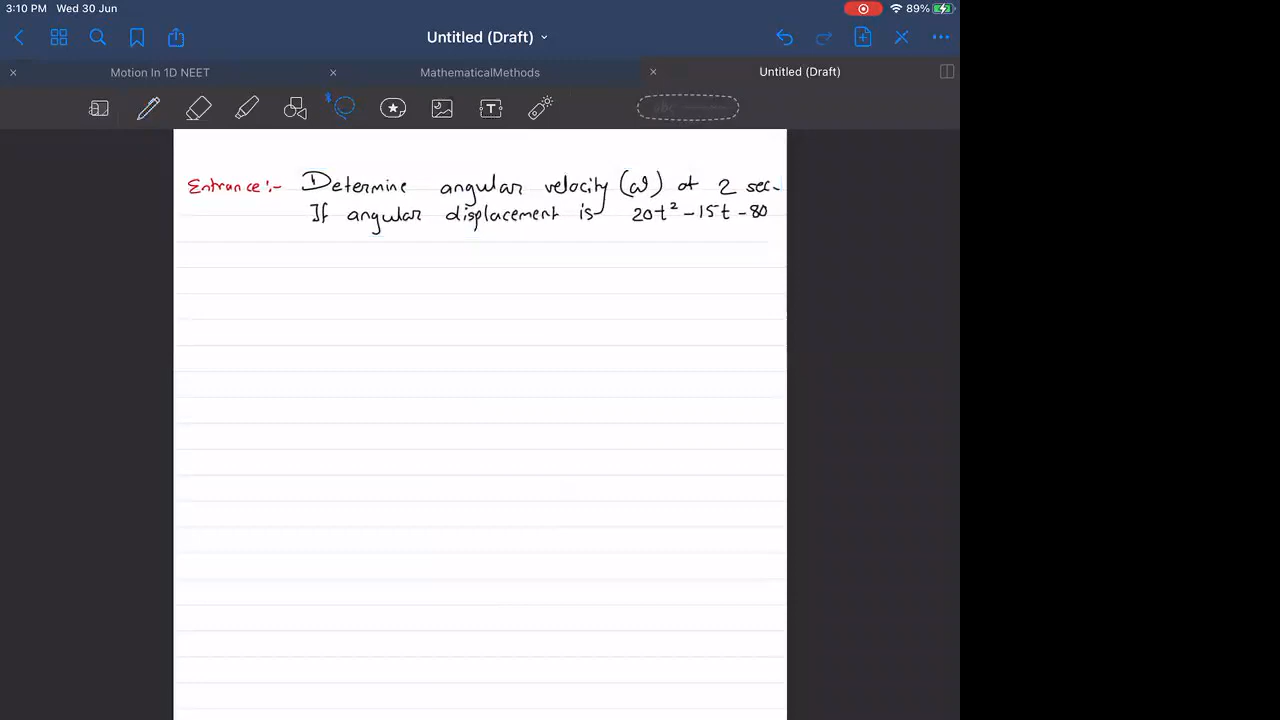 3:10 PM Wed 30 Jun 89%
Untitled (Draft)
Motion In 1D NEET MathematicalMethods Untitled (Draft)
Entrance:- Determine angular velocity (ω) at 2 sec.
If angular displacement is 20t² - 15t - 80